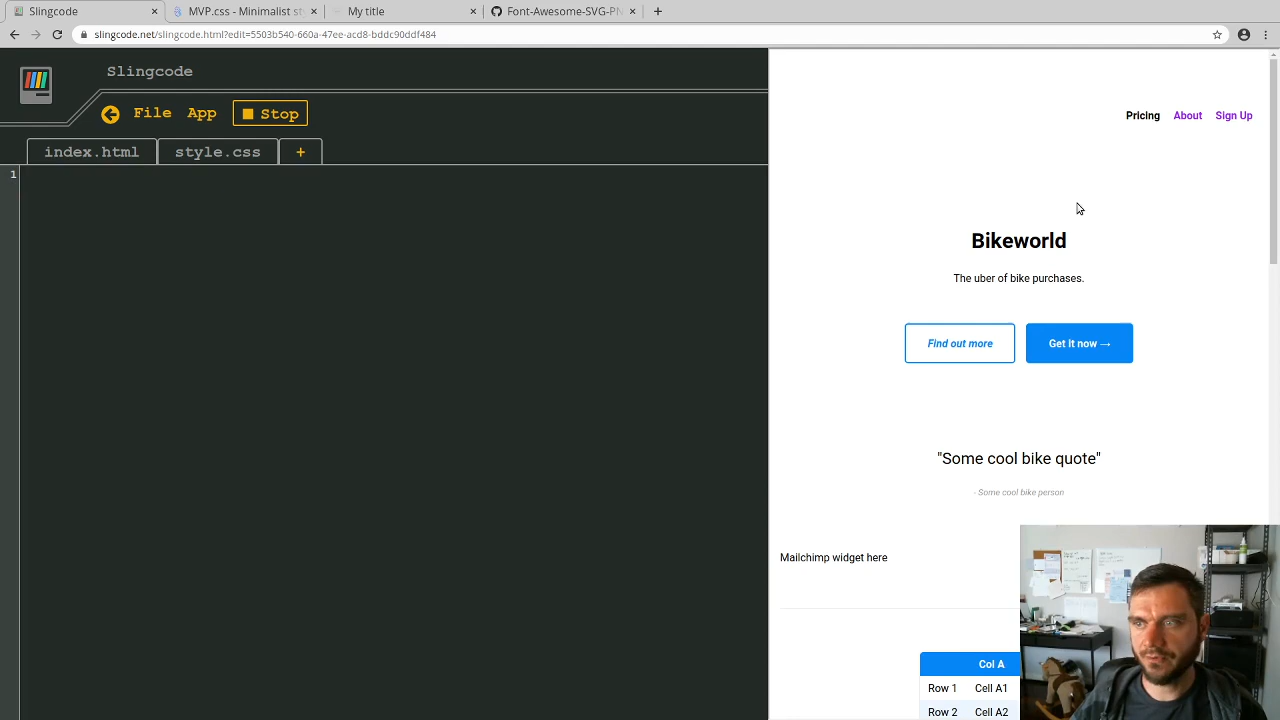 Slingcode
MVP.css - Minimalist st
My title
Font-Awesome-SVG-PN
slingcode.net/slingcode.html?edit=5503b540-660a-47ee-acd8-bddc90ddf484
Slingcode
File App Stop
index.html style.css +
1
Pricing About Sign Up
Bikeworld
The uber of bike purchases.
Find out more Get it now →
"Some cool bike quote"
- Some cool bike person
Mailchimp widget here
Col A
Row 1 Cell A1
Row 2 Cell A2